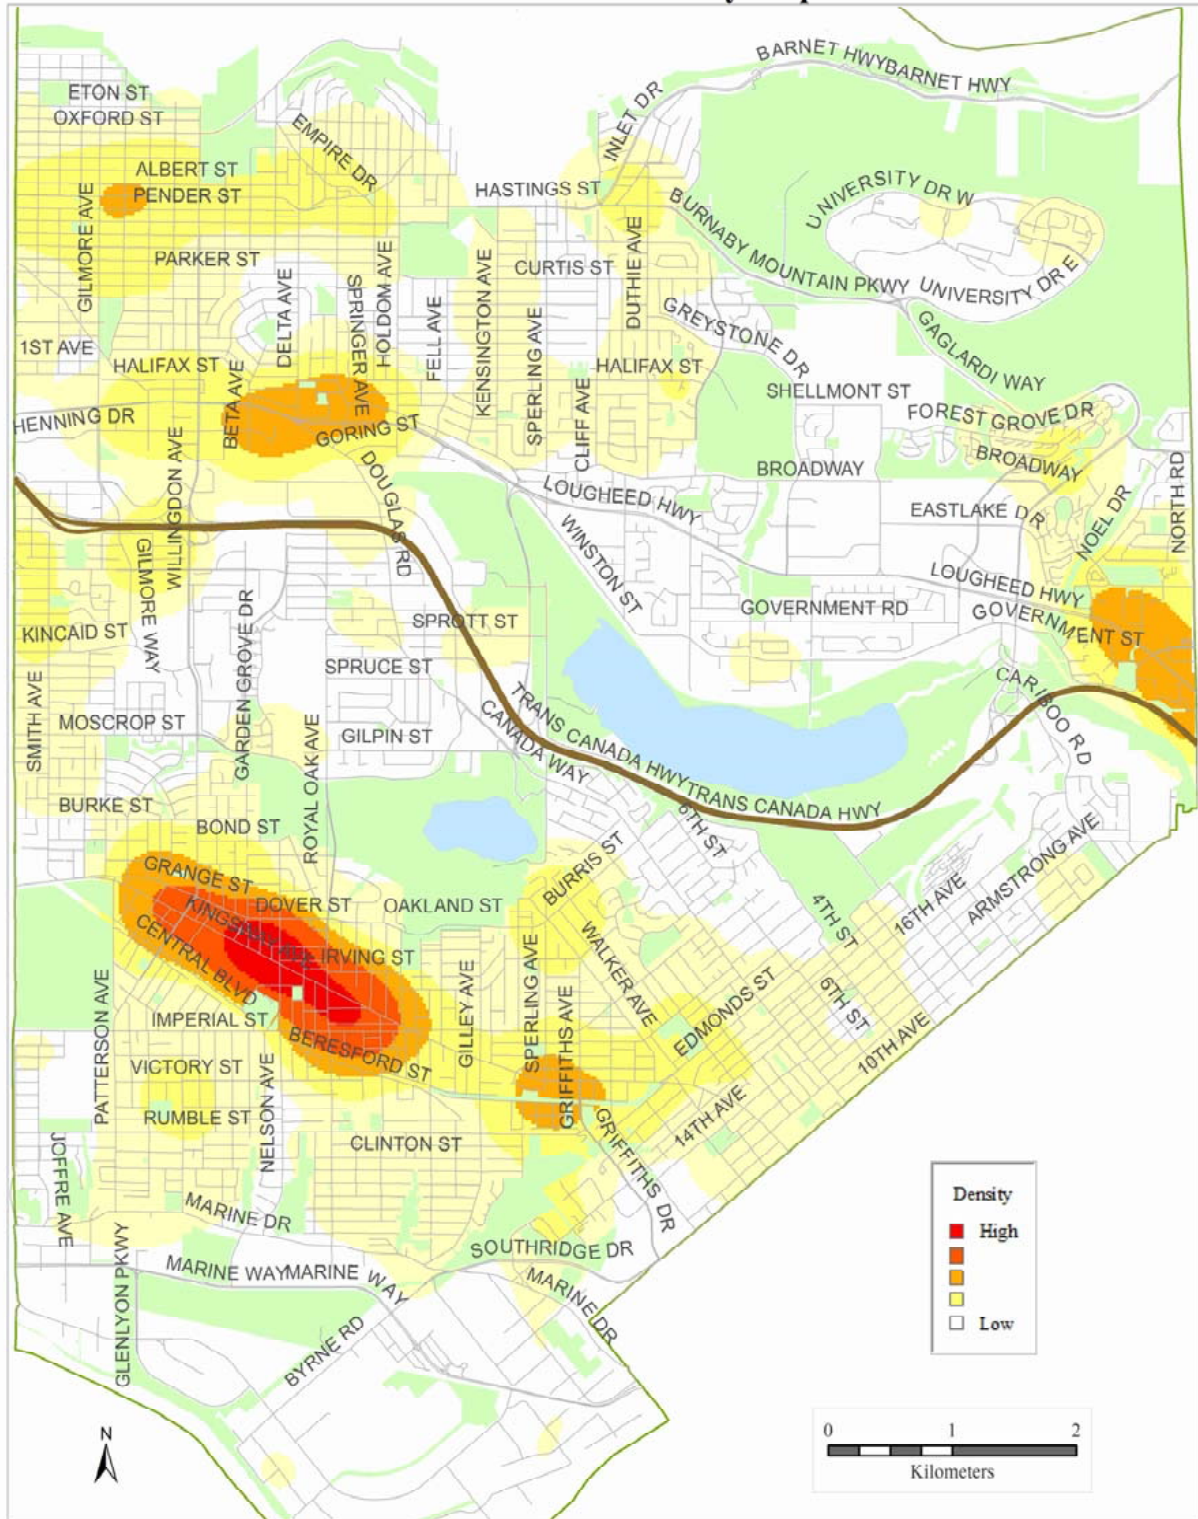 BARNET HWYBARNET HWY
ETON ST
OXFORD ST
INLET DR
EMPIRE DR
ALBERT ST
PENDER ST
HASTINGS ST
UNIVERSITY DR W
GILMORE AVE
BURNABY MOUNTAIN PKWY
DUTHIE AVE
PARKER ST
CURTIS ST
UNIVERSITY DR E
DELTA AVE
SPRINGER AVE
HOLDOM AVE
FELL AVE
KENSINGTON AVE
SPERLING AVE
GREYSTONE DR
GAGLARDI WAY
1ST AVE
HALIFAX ST
HALIFAX ST
SHELLMONT ST
BETA AVE
CLIFF AVE
FOREST GROVE DR
HENNING DR
GORING ST
WILLINGDON AVE
BROADWAY
BROADWAY
NORTH RD
DOUGLAS RD
LOUGHEED HWY
EASTLAKE DR
NOEL DR
WINSTON ST
GILMORE WAY
LOUGHEED HWY
GARDEN GROVE DR
KINCAID ST
SPROTT ST
GOVERNMENT RD
GOVERNMENT ST
SPRUCE ST
SMITH AVE
MOSCROP ST
ROYAL OAK AVE
GILPIN ST
TRANS CANADA HWYTRANS CANADA HWY
CANADA WAY
CARIBOO RD
BURKE ST
BOND ST
6TH ST
BURRIS ST
GRANGE ST
KINGSWAY AVE
DOVER ST
OAKLAND ST
4TH ST
16TH AVE
ARMSTRONG AVE
CENTRAL BLVD
IRVING ST
WALKER AVE
PATTERSON AVE
GILLEY AVE
SPERLING AVE
GRIFFITHS AVE
EDMONDS ST
6TH ST
IMPERIAL ST
BERESFORD ST
10TH AVE
VICTORY ST
NELSON AVE
RUMBLE ST
14TH AVE
CLINTON ST
GRIFFITHS DR
JOFFRE AVE
MARINE DR
SOUTHRIDGE DR
GLENLYON PKWY
MARINE WAYMARINE WAY
MARINE DR
BYRNE RD
Density
High
Low
N
0 1 2
Kilometers